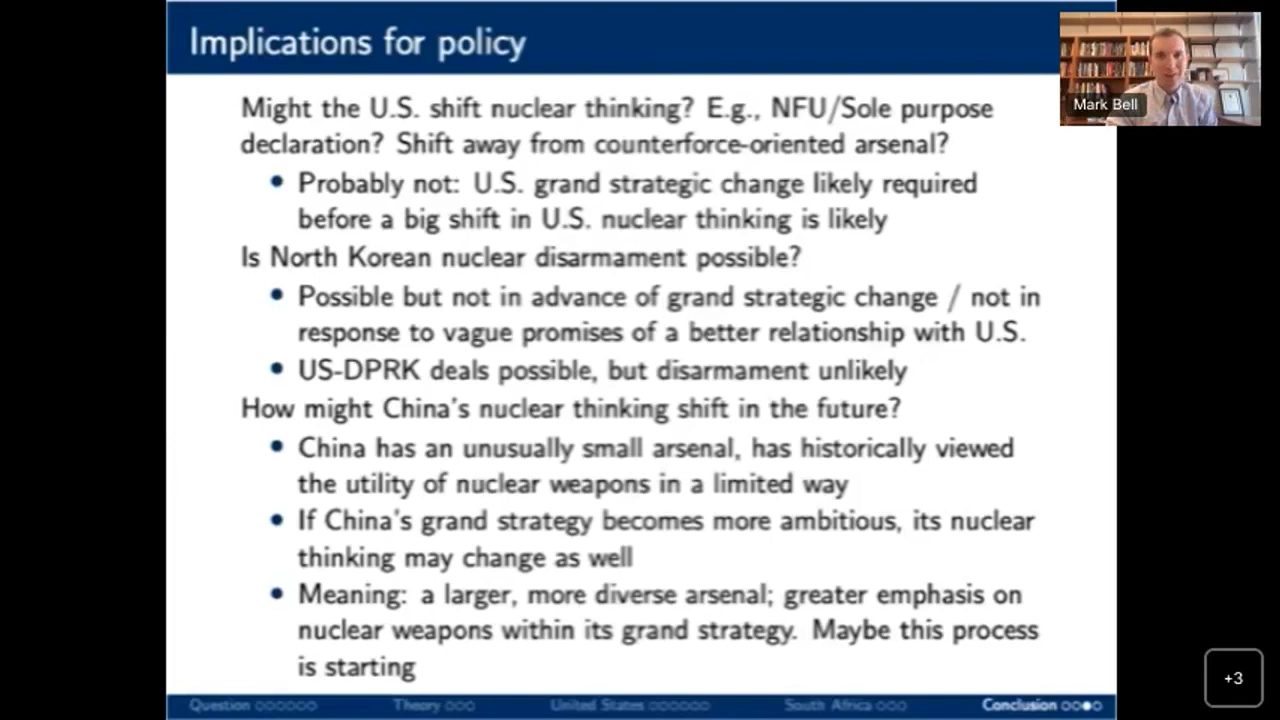 Implications for policy
Mark Bell
Might the U.S. shift nuclear thinking? E.g., NFU/Sole purpose
declaration? Shift away from counterforce-oriented arsenal?
• Probably not: U.S. grand strategic change likely required
before a big shift in U.S. nuclear thinking is likely
Is North Korean nuclear disarmament possible?
• Possible but not in advance of grand strategic change / not in
response to vague promises of a better relationship with U.S.
• US-DPRK deals possible, but disarmament unlikely
How might China's nuclear thinking shift in the future?
• China has an unusually small arsenal, has historically viewed
the utility of nuclear weapons in a limited way
• If China's grand strategy becomes more ambitious, its nuclear
thinking may change as well
• Meaning: a larger, more diverse arsenal; greater emphasis on
nuclear weapons within its grand strategy. Maybe this process
is starting
+3
Question Theory United States South Africa Conclusion